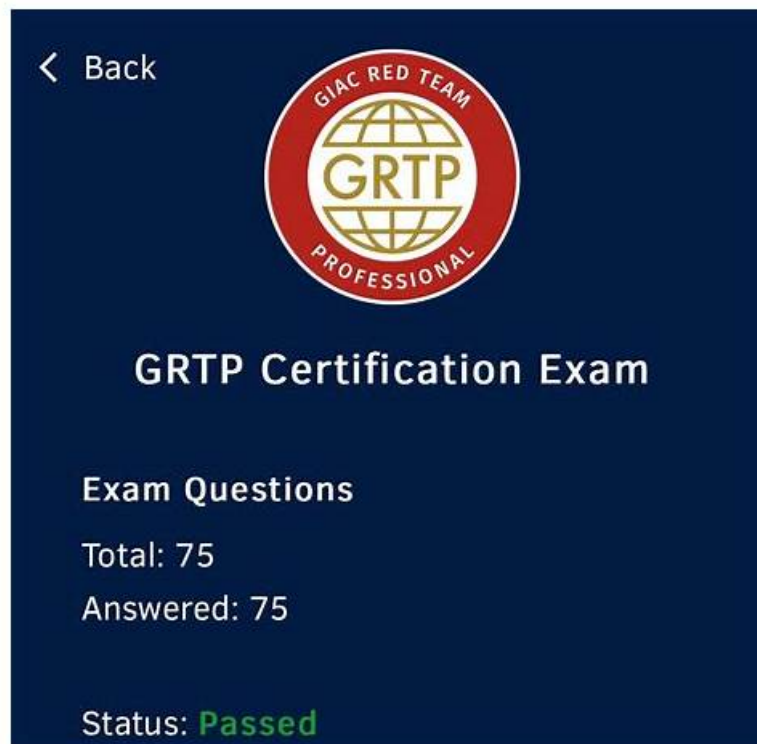 Back
GIAC RED TEAM
GRTP
PROFESSIONAL
GRTP Certification Exam
Exam Questions
Total: 75
Answered: 75
Status: Passed